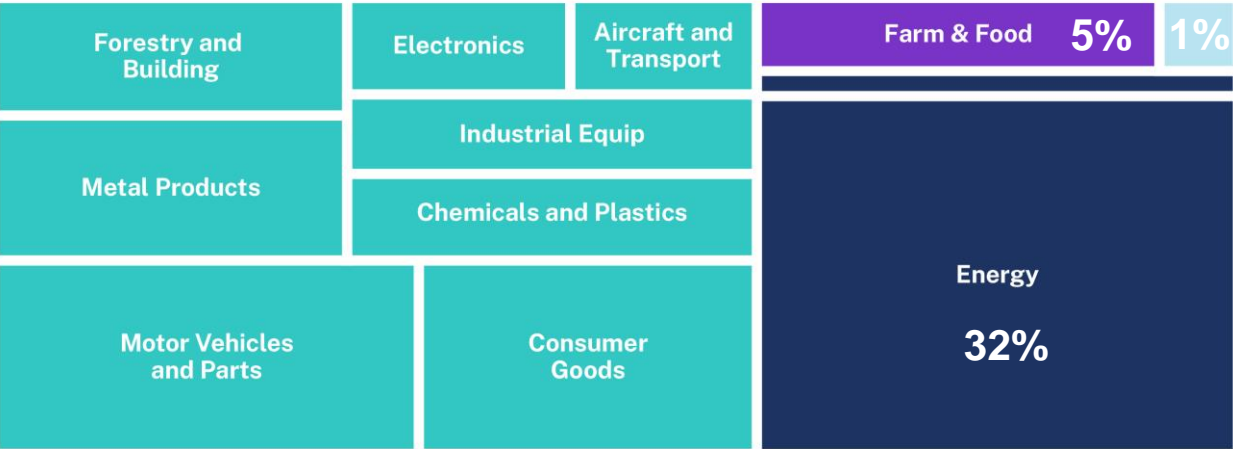 Forestry and
Building
Electronics
Aircraft and
Transport
Farm & Food 5%
1%
Industrial Equip
Metal Products
Chemicals and Plastics
Energy
32%
Motor Vehicles
and Parts
Consumer
Goods